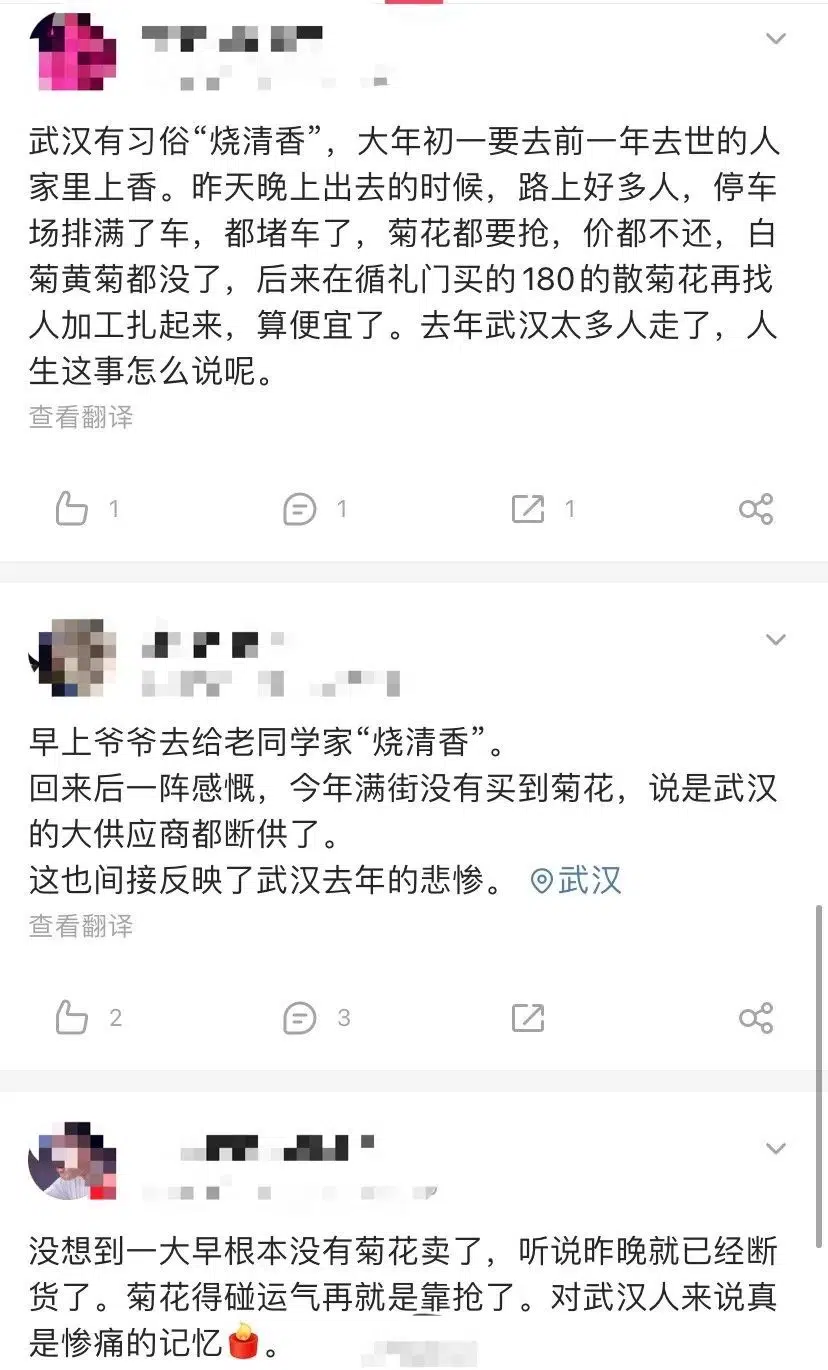 武汉有习俗“烧清香”，大年初一要去前一年去世的人
家里上香。昨天晚上出去的时候，路上好多人，停车
场排满了车，都堵车了，菊花都要抢，价都不还，白
菊黄菊都没了，后来在循礼门买的180的散菊花再找
人加工扎起来，算便宜了。去年武汉太多人走了，人
生这事怎么说呢。
查看翻译
1
1
1
早上爷爷去给老同学家“烧清香”。
回来后一阵感慨，今年满街没有买到菊花，说是武汉
的大供应商都断供了。
这也间接反映了武汉去年的悲惨。 武汉
查看翻译
2
3
没想到一大早根本没有菊花卖了，听说昨晚就已经断
货了。菊花得碰运气再就是靠抢了。对武汉人来说真
是惨痛的记忆🕯️。